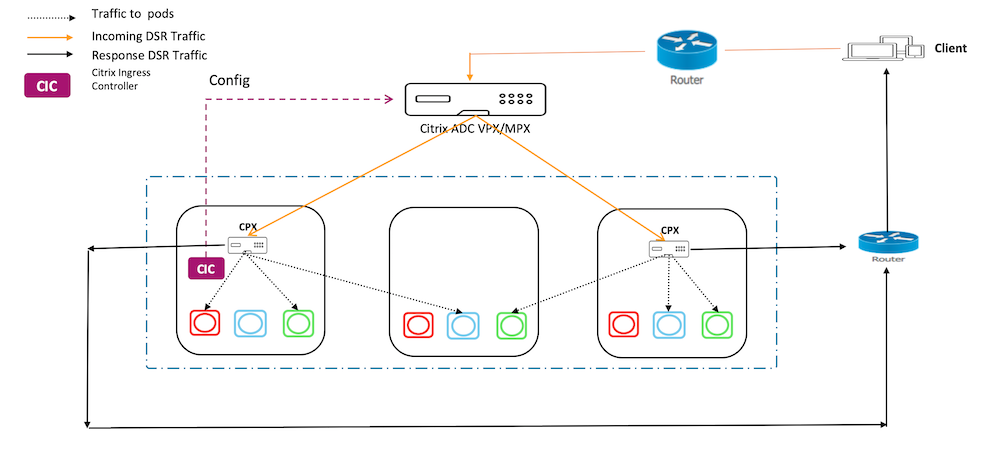 Traffic to pods
Incoming DSR Traffic
Response DSR Traffic
CIC
Citrix Ingress
Controller
Config
Router
Client
Citrix ADC VPX/MPX
CPX
CPX
CIC
Router